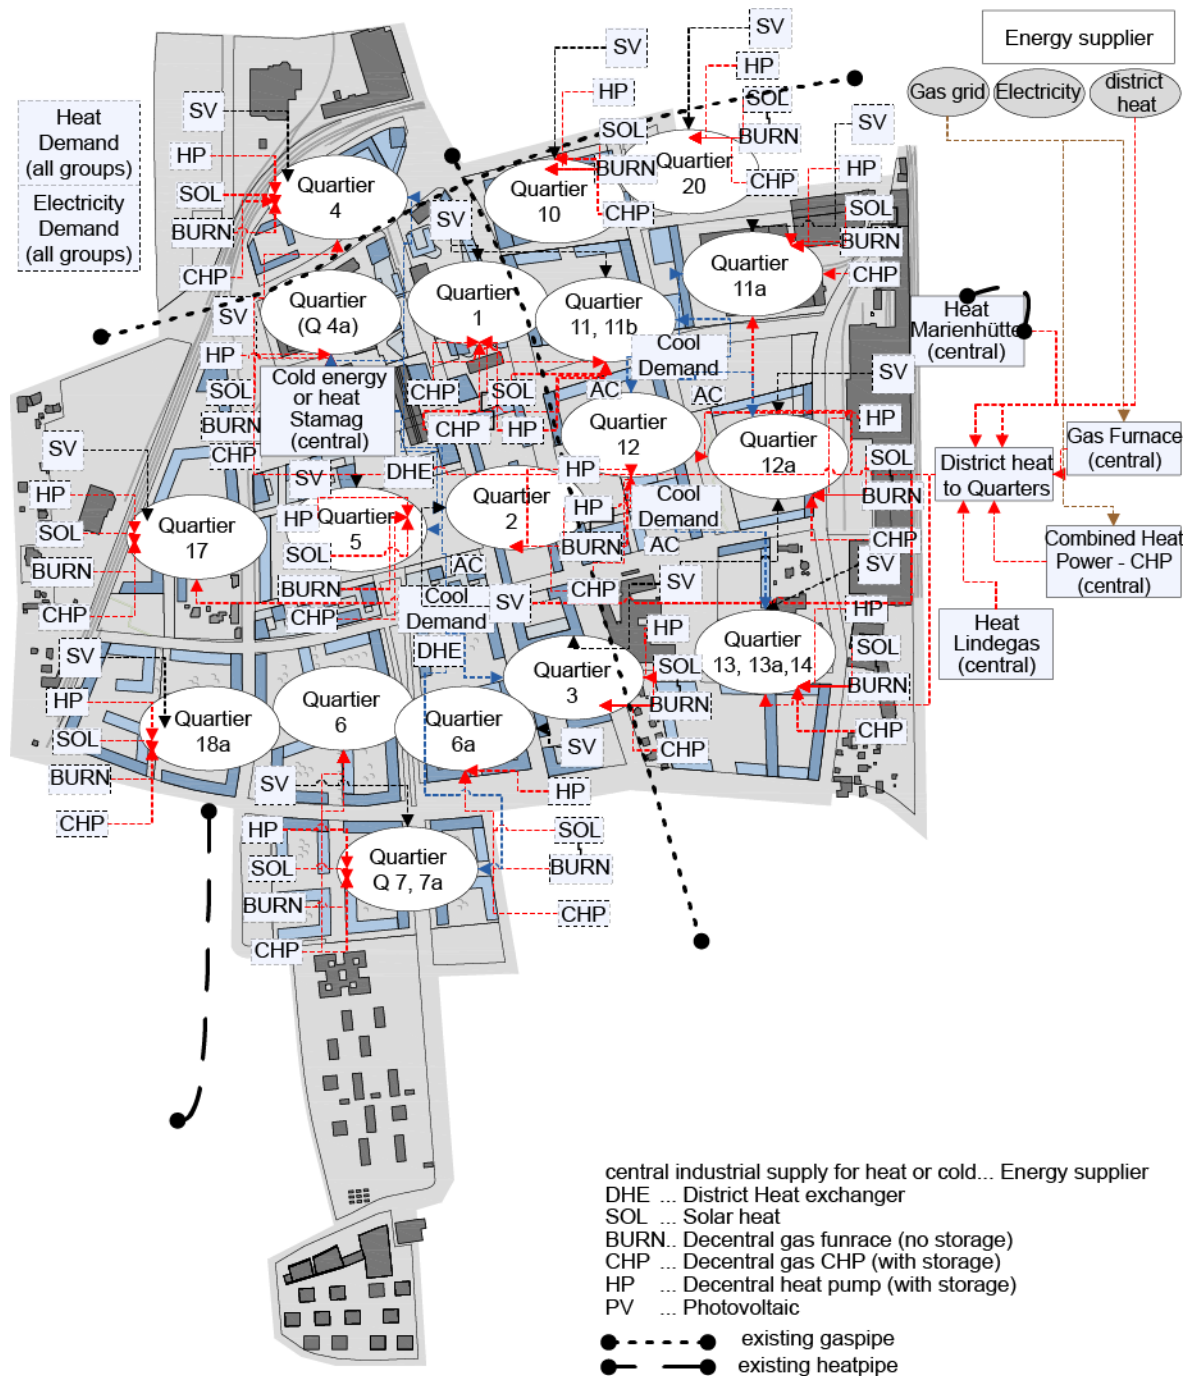 Energy supplier
Gas grid
Electricity
district
heat
Heat
Demand
(all groups)
Electricity
Demand
(all groups)
SV
HP
SOL
BURN
CHP
Quartier
4
SV
HP
SOL
BURN
CHP
Quartier
10
SV
HP
SOL
BURN
CHP
Quartier
20
SV
HP
SOL
BURN
CHP
Quartier
11a
SV
HP
SOL
BURN
CHP
Quartier
(Q 4a)
SV
Quartier
1
CHP
SOL
Quartier
11, 11b
CHP
HP
Cool
Demand
AC
AC
Cold energy
or heat
Stamag
(central)
Heat
Marienhütte
(central)
District heat
to Quarters
Gas Furnace
(central)
Combined Heat
Power - CHP
(central)
Heat
Lindegas
(central)
Quartier
12
HP
HP
BURN
CHP
SV
HP
SOL
BURN
CHP
Quartier
12a
SV
HP
SOL
BURN
CHP
Quartier
17
SV
HP
SOL
BURN
CHP
Quartier
5
DHE
Quartier
2
Cool
Demand
AC
AC
Cool
Demand
DHE
SV
SV
HP
SOL
BURN
CHP
Quartier
3
SV
HP
SOL
BURN
CHP
Quartier
13, 13a,14
SV
HP
SOL
BURN
CHP
Quartier
18a
Quartier
6
Quartier
6a
SV
HP
SOL
BURN
CHP
SV
HP
SOL
BURN
CHP
Quartier
Q 7, 7a
central industrial supply for heat or cold... Energy supplier
DHE ... District Heat exchanger
SOL ... Solar heat
BURN.. Decentral gas funrace (no storage)
CHP ... Decentral gas CHP (with storage)
HP ... Decentral heat pump (with storage)
PV ... Photovoltaic
existing gaspipe
existing heatpipe